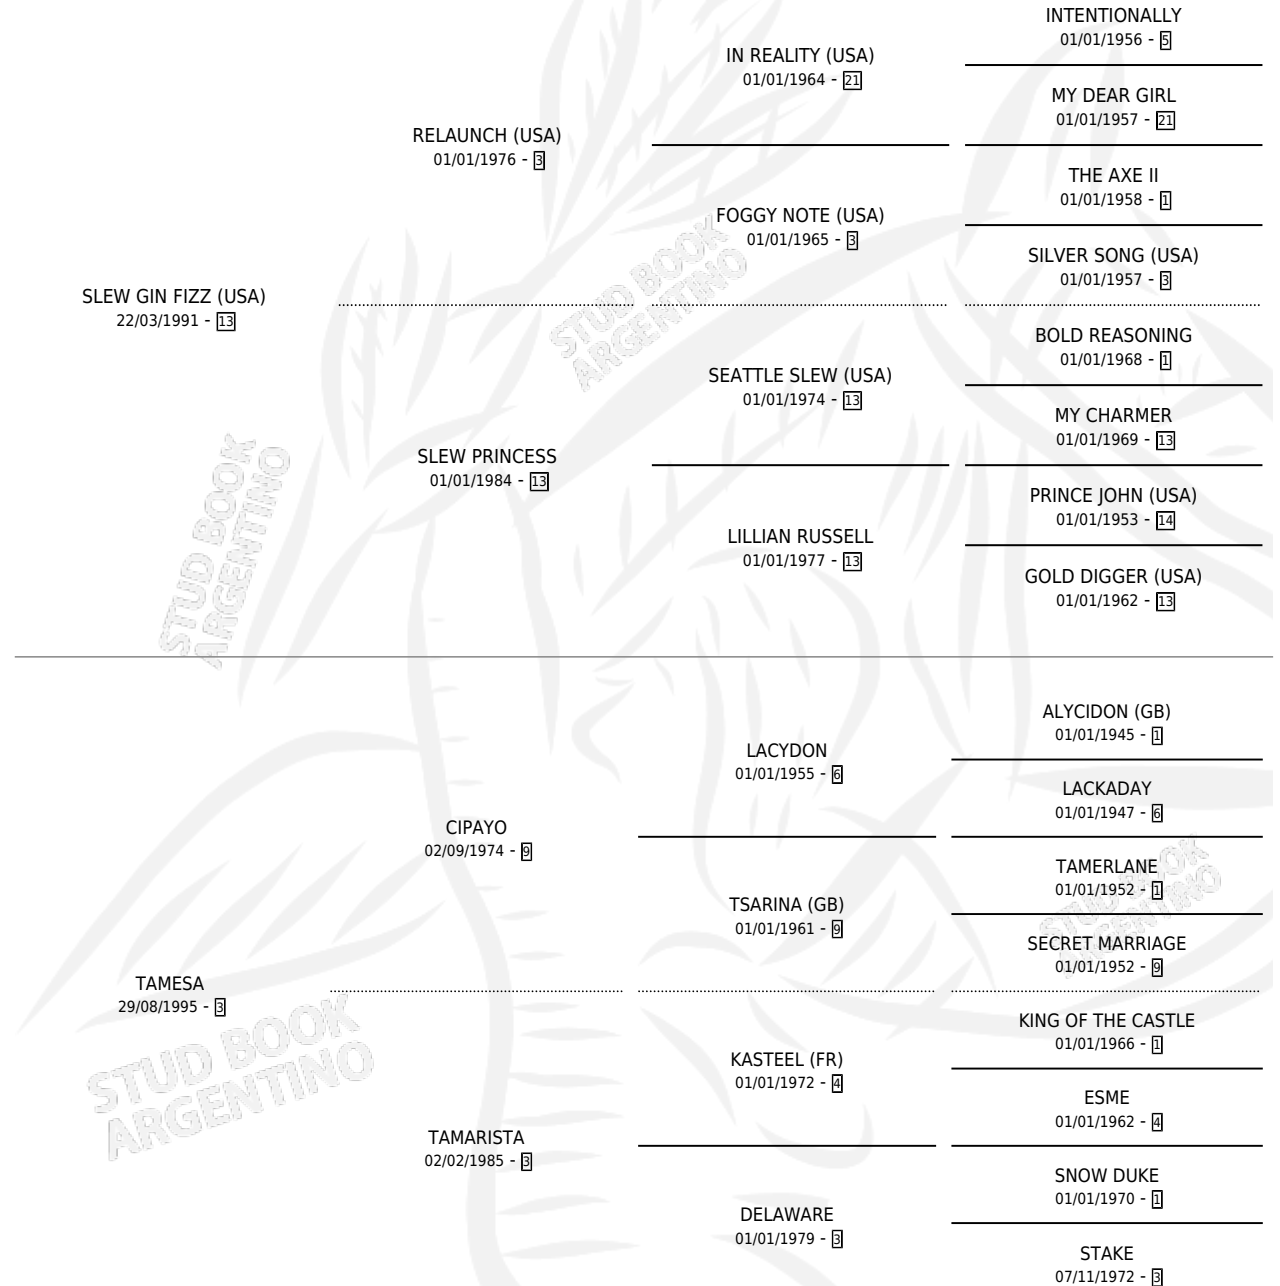 INTENTIONALLY
01/01/1956 - 5
IN REALITY (USA)
01/01/1964 - 21
MY DEAR GIRL
01/01/1957 - 21
RELAUNCH (USA)
01/01/1976 - 3
THE AXE II
01/01/1958 - 1
FOGGY NOTE (USA)
01/01/1965 - 3
SILVER SONG (USA)
01/01/1957 - 3
SLEW GIN FIZZ (USA)
22/03/1991 - 13
BOLD REASONING
01/01/1968 - 1
SEATTLE SLEW (USA)
01/01/1974 - 13
MY CHARMER
01/01/1969 - 13
SLEW PRINCESS
01/01/1984 - 13
PRINCE JOHN (USA)
01/01/1953 - 14
LILLIAN RUSSELL
01/01/1977 - 13
GOLD DIGGER (USA)
01/01/1962 - 13
ALYCIDON (GB)
01/01/1945 - 1
LACYDON
01/01/1955 - 6
LACKADAY
01/01/1947 - 6
CIPAYO
02/09/1974 - 9
TAMERLANE
01/01/1952 - 1
TSARINA (GB)
01/01/1961 - 9
SECRET MARRIAGE
01/01/1952 - 9
TAMESA
29/08/1995 - 3
KING OF THE CASTLE
01/01/1966 - 1
KASTEEL (FR)
01/01/1972 - 4
ESME
01/01/1962 - 4
TAMARISTA
02/02/1985 - 3
SNOW DUKE
01/01/1970 - 1
DELAWARE
01/01/1979 - 3
STAKE
07/11/1972 - 3
STUD BOOK
ARGENTINO
STUD BOOK
ARGENTINO
STUD BOOK
ARGENTINO
STUD BOOK
ARGENTINO